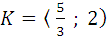 K = ( 5/3 ; 2)